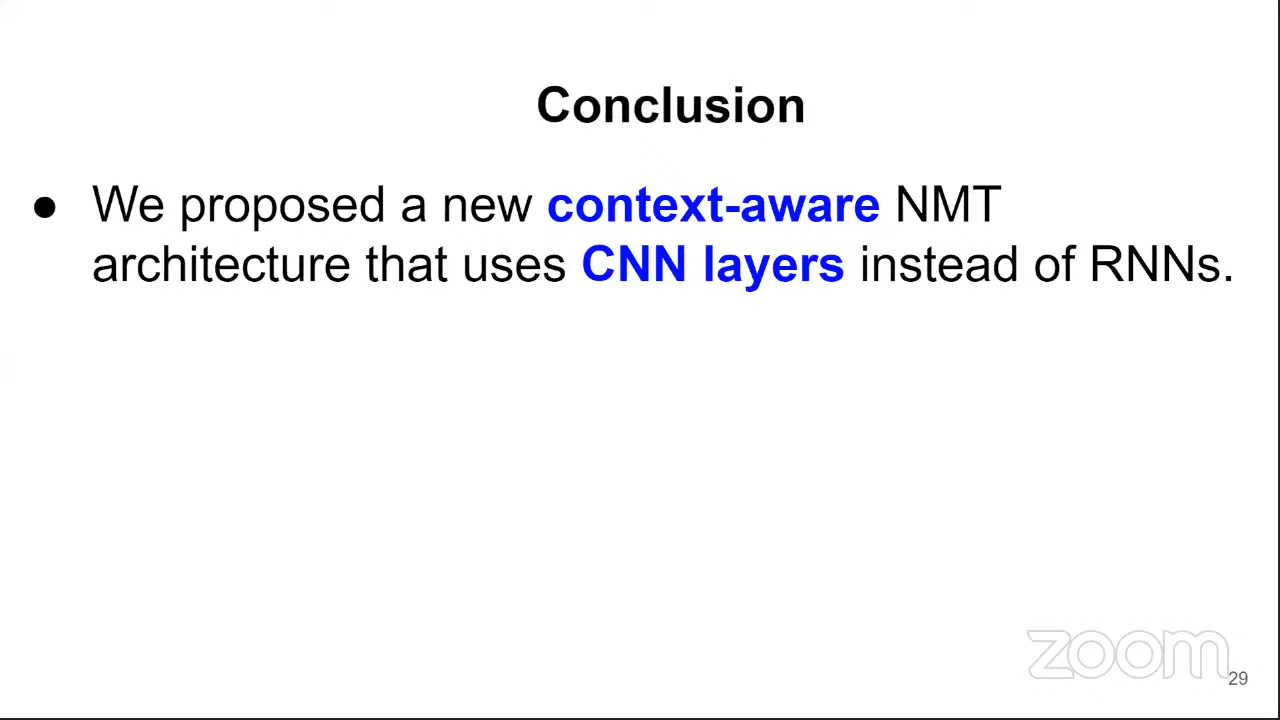 Conclusion
● We proposed a new context-aware NMT
architecture that uses CNN layers instead of RNNs.
zoom
29